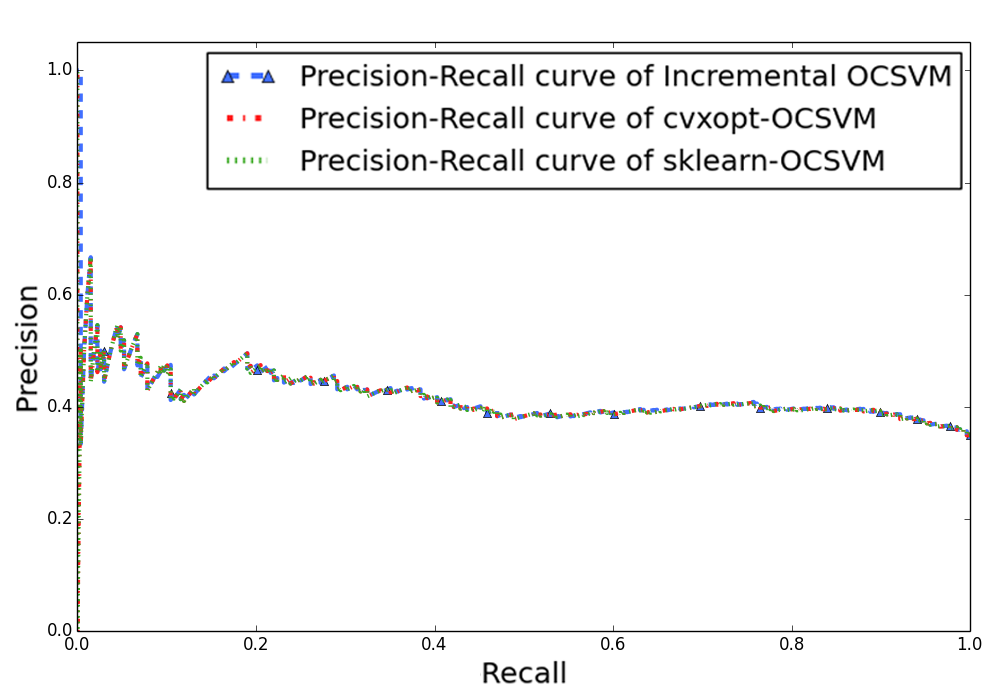 Precision-Recall curve of Incremental OCSVM
Precision-Recall curve of cvxopt-OCSVM
Precision-Recall curve of sklearn-OCSVM
1.0
0.8
0.6
0.4
0.2
0.0
Precision
0.0 0.2 0.4 0.6 0.8 1.0
Recall